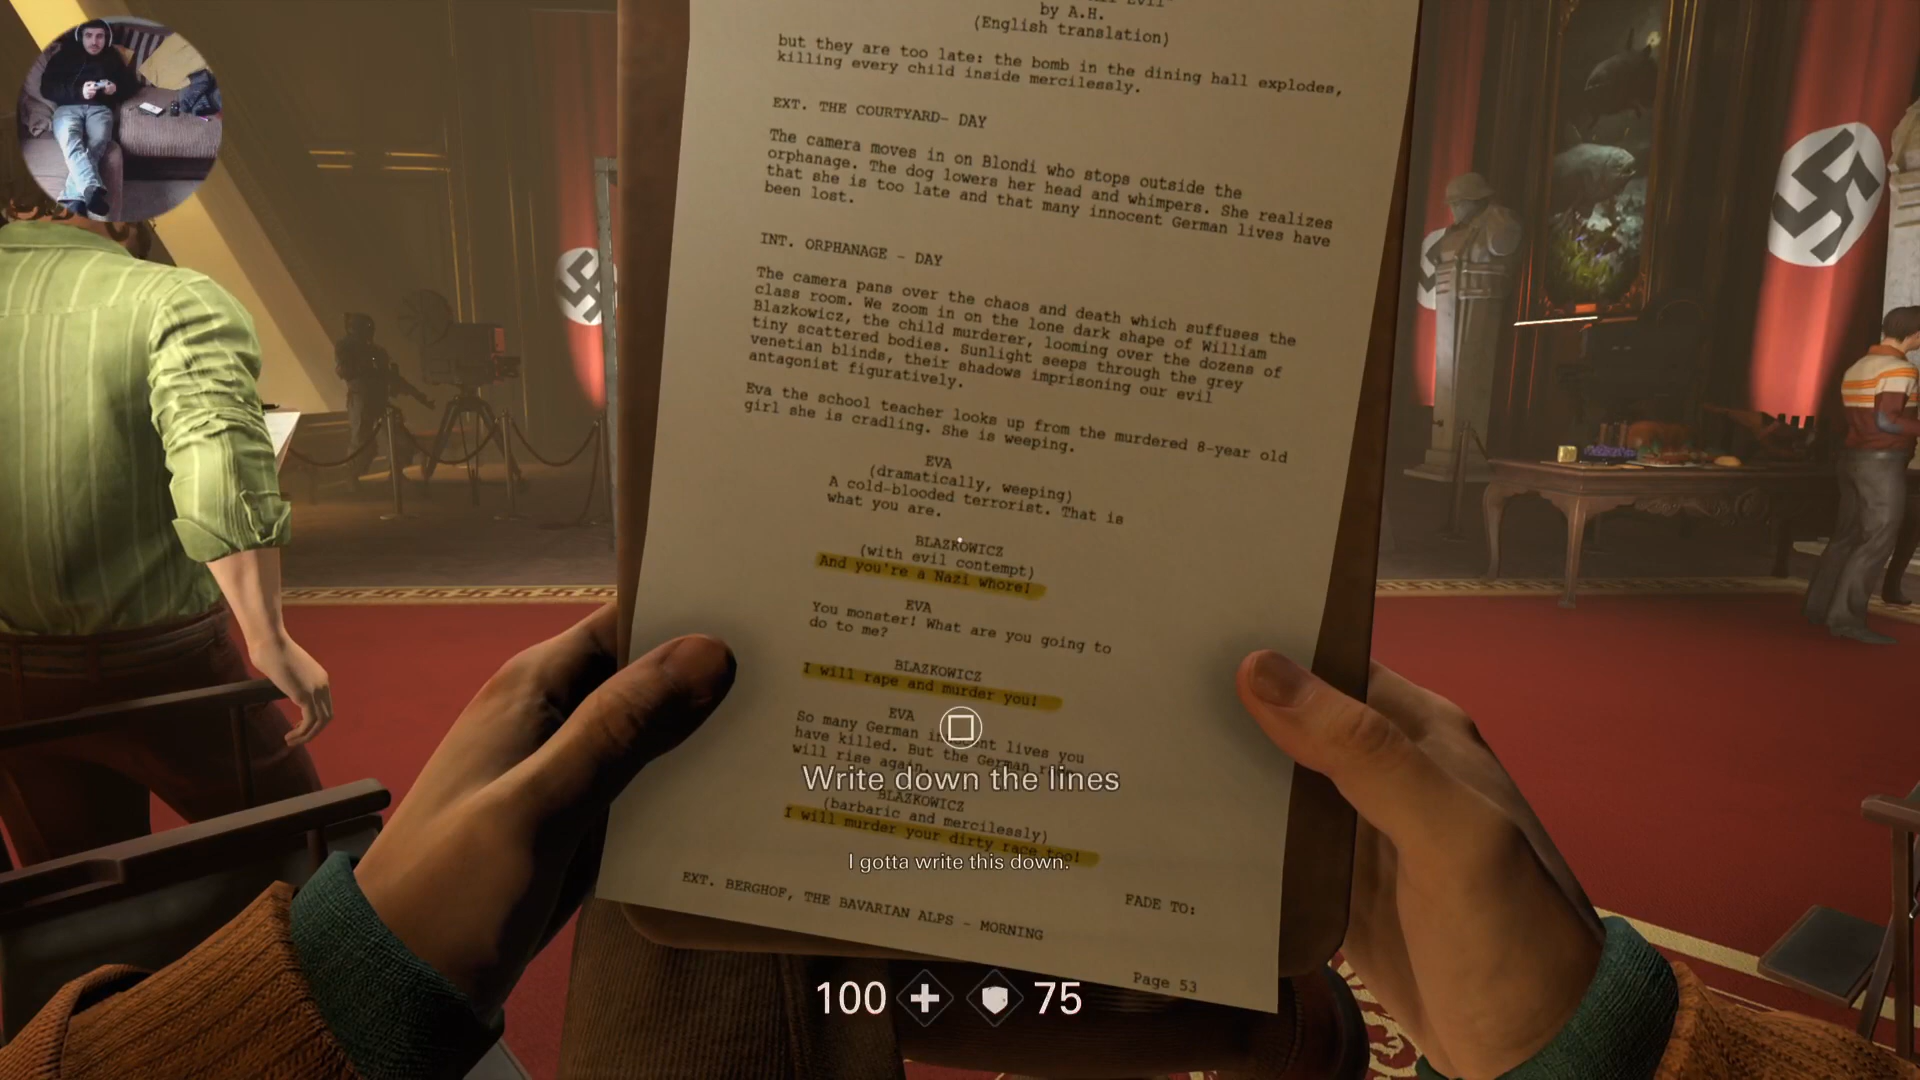 by A.H.
(English translation)
but they are too late: the bomb in the dining hall explodes,
killing every child inside mercilessly.
EXT. THE COURTYARD- DAY
The camera moves in on Blondi who stops outside the
orphanage. The dog lowers her head and whimpers. She realizes
that she is too late and that many innocent German lives have
been lost.
INT. ORPHANAGE - DAY
The camera pans over the chaos and death which suffuses the
class room. We zoom in on the lone dark shape of William
Blazkowicz, the child murderer, looming over the dozens of
tiny scattered bodies. Sunlight seeps through the grey
venetian blinds, their shadows imprisoning our evil
antagonist figuratively.
Eva the school teacher looks up from the murdered 8-year old
girl she is cradling. She is weeping.
EVA
(dramatically, weeping)
A cold-blooded terrorist. That is
what you are.
BLAZKOWICZ
(with evil contempt)
And you're a Nazi whore!
EVA
You monster! What are you going to
do to me?
BLAZKOWICZ
I will rape and murder you!
EVA
So many German lives you
have killed. But the German
will rise again
Write down the lines
BLAZKOWICZ
(barbaric and mercilessly)
I will murder your dirty race too!
I gotta write this down.
FADE TO:
EXT. BERGHOF, THE BAVARIAN ALPS - MORNING
Page 53
100 75